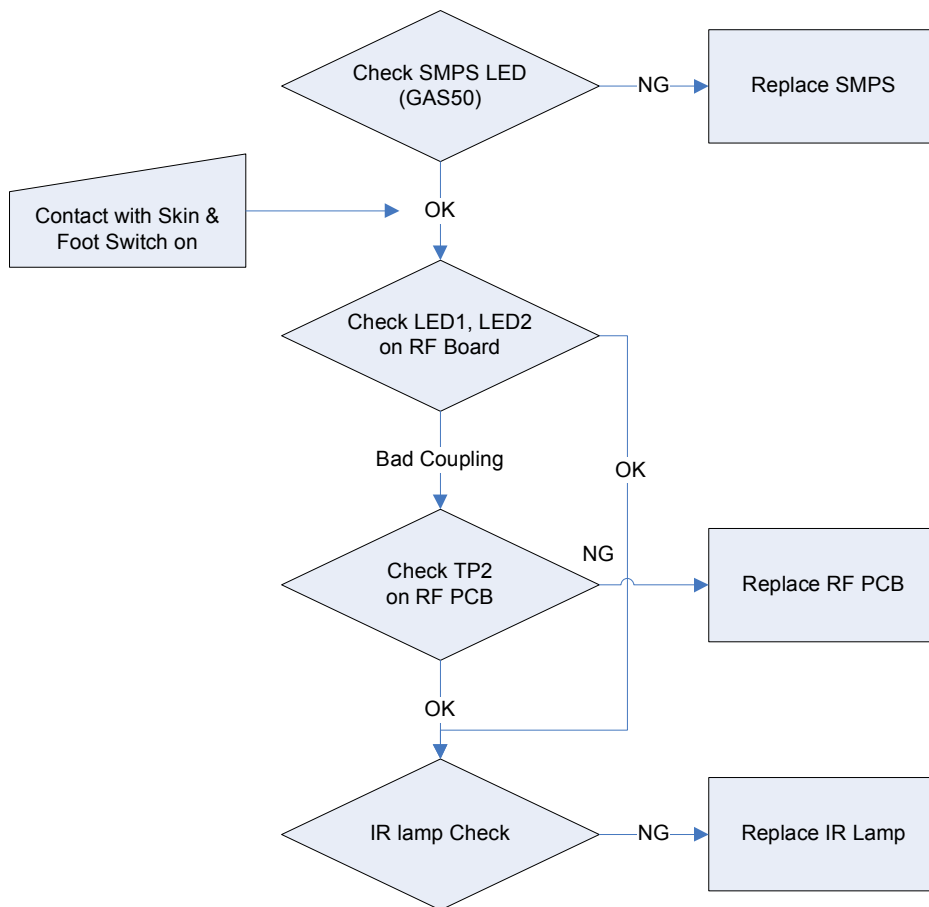 Check SMPS LED
(GAS50)
NG
Replace SMPS
OK
Contact with Skin &
Foot Switch on
Check LED1, LED2
on RF Board
Bad Coupling
OK
Check TP2
on RF PCB
NG
Replace RF PCB
OK
IR lamp Check
NG
Replace IR Lamp